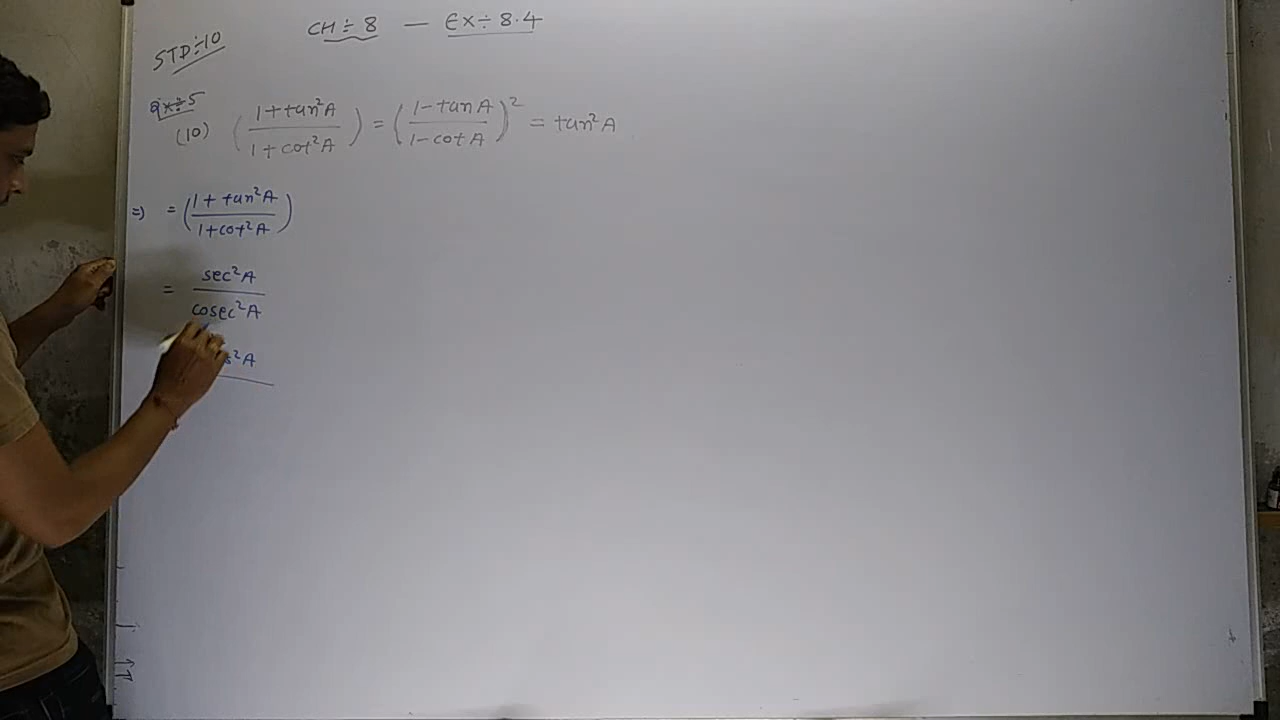 CH÷8 — Ex÷8.4
STD÷10
5
(10) (1+tan²A / 1+cot²A) = (1-tanA / 1-cotA)² = tan²A
⇒ = (1+tan²A / 1+cot²A)
= sec²A / cosec²A
s²A